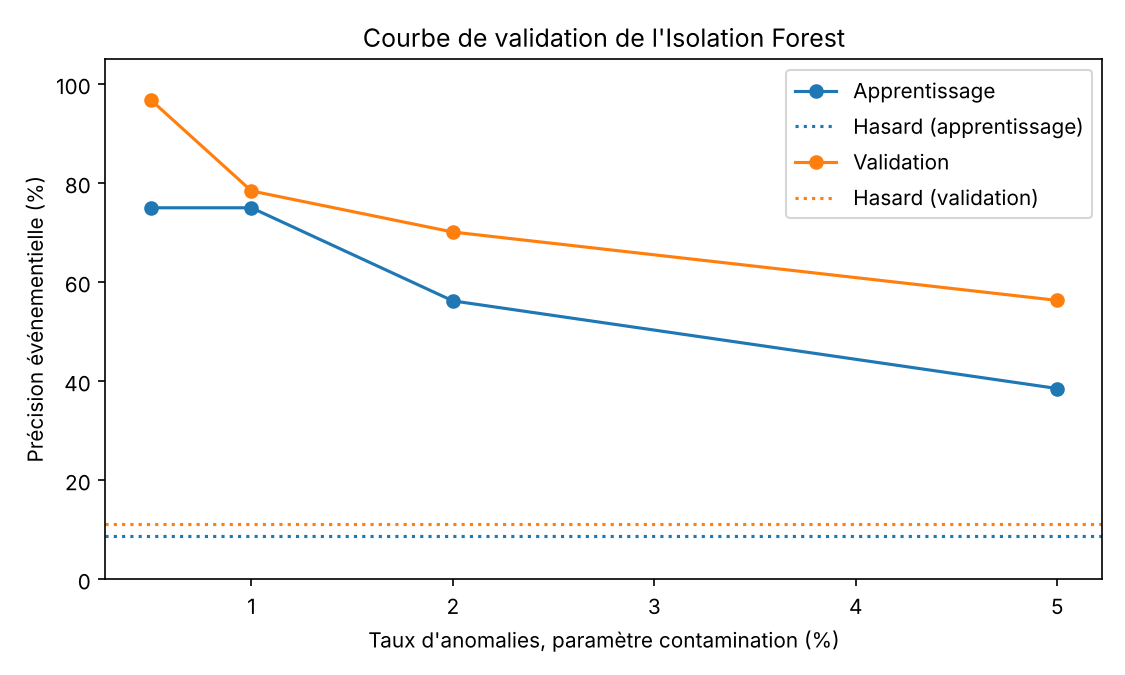 Courbe de validation de l'Isolation Forest
Apprentissage
Hasard (apprentissage)
Validation
Hasard (validation)
Précision événementielle (%)
100
80
60
40
20
0
1
2
3
4
5
Taux d'anomalies, paramètre contamination (%)